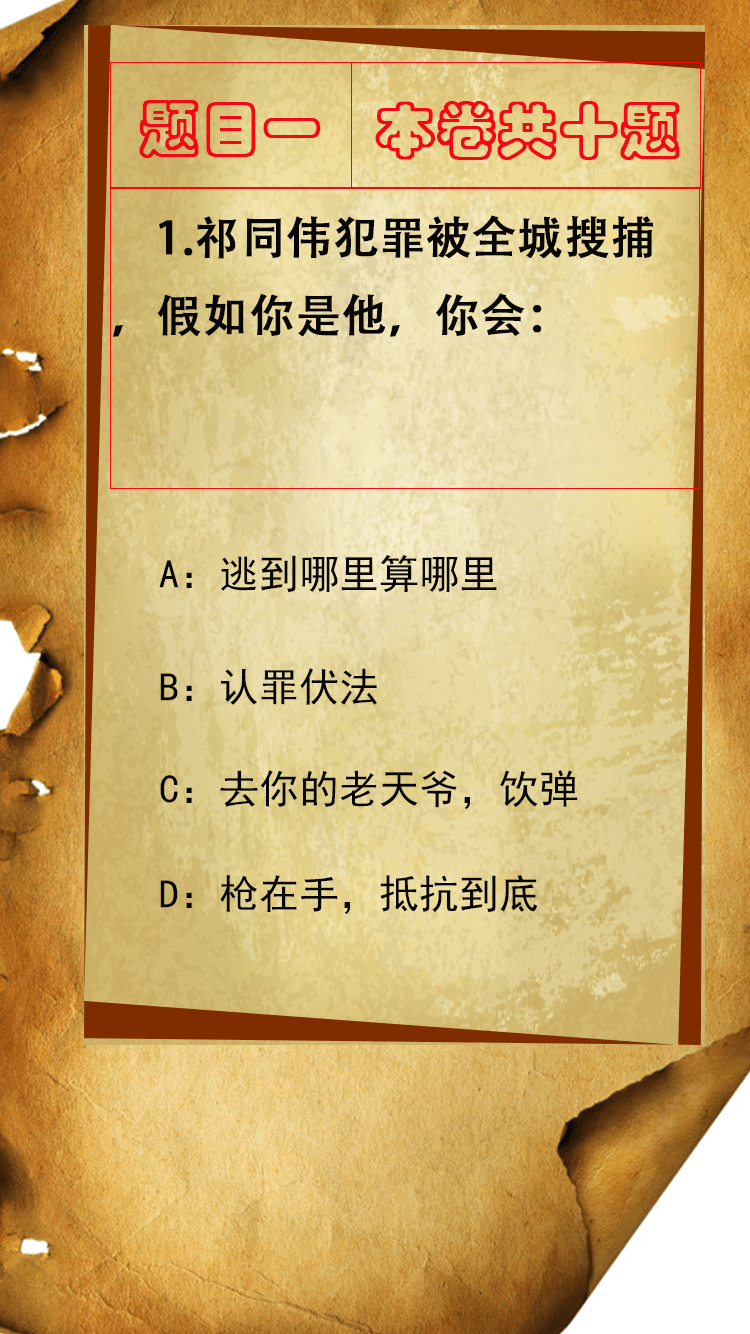 题目一 本卷共十题
1.祁同伟犯罪被全城搜捕
，假如你是他，你会：
A：逃到哪里算哪里
B：认罪伏法
C：去你的老天爷，饮弹
D：枪在手，抵抗到底